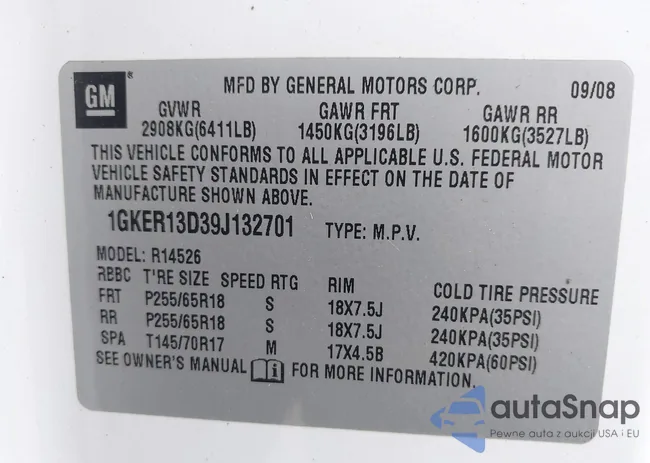 GM
MFD BY GENERAL MOTORS CORP. 09/08
GVWR GAWR FRT GAWR RR
2908KG(6411LB) 1450KG(3196LB) 1600KG(3527LB)
THIS VEHICLE CONFORMS TO ALL APPLICABLE U.S. FEDERAL MOTOR
VEHICLE SAFETY STANDARDS IN EFFECT ON THE DATE OF
MANUFACTURE SHOWN ABOVE.
1GKER13D39J132701 TYPE: M.P.V.
MODEL: R14526
RBBC T'RE SIZE SPEED RTG RIM COLD TIRE PRESSURE
FRT P255/65R18 S 18X7.5J 240KPA(35PSI)
RR P255/65R18 S 18X7.5J 240KPA(35PSI)
SPA T145/70R17 M 17X4.5B 420KPA(60PSI)
SEE OWNER'S MANUAL i FOR MORE INFORMATION.
autaSnap
Pewne auta z aukcji USA i EU